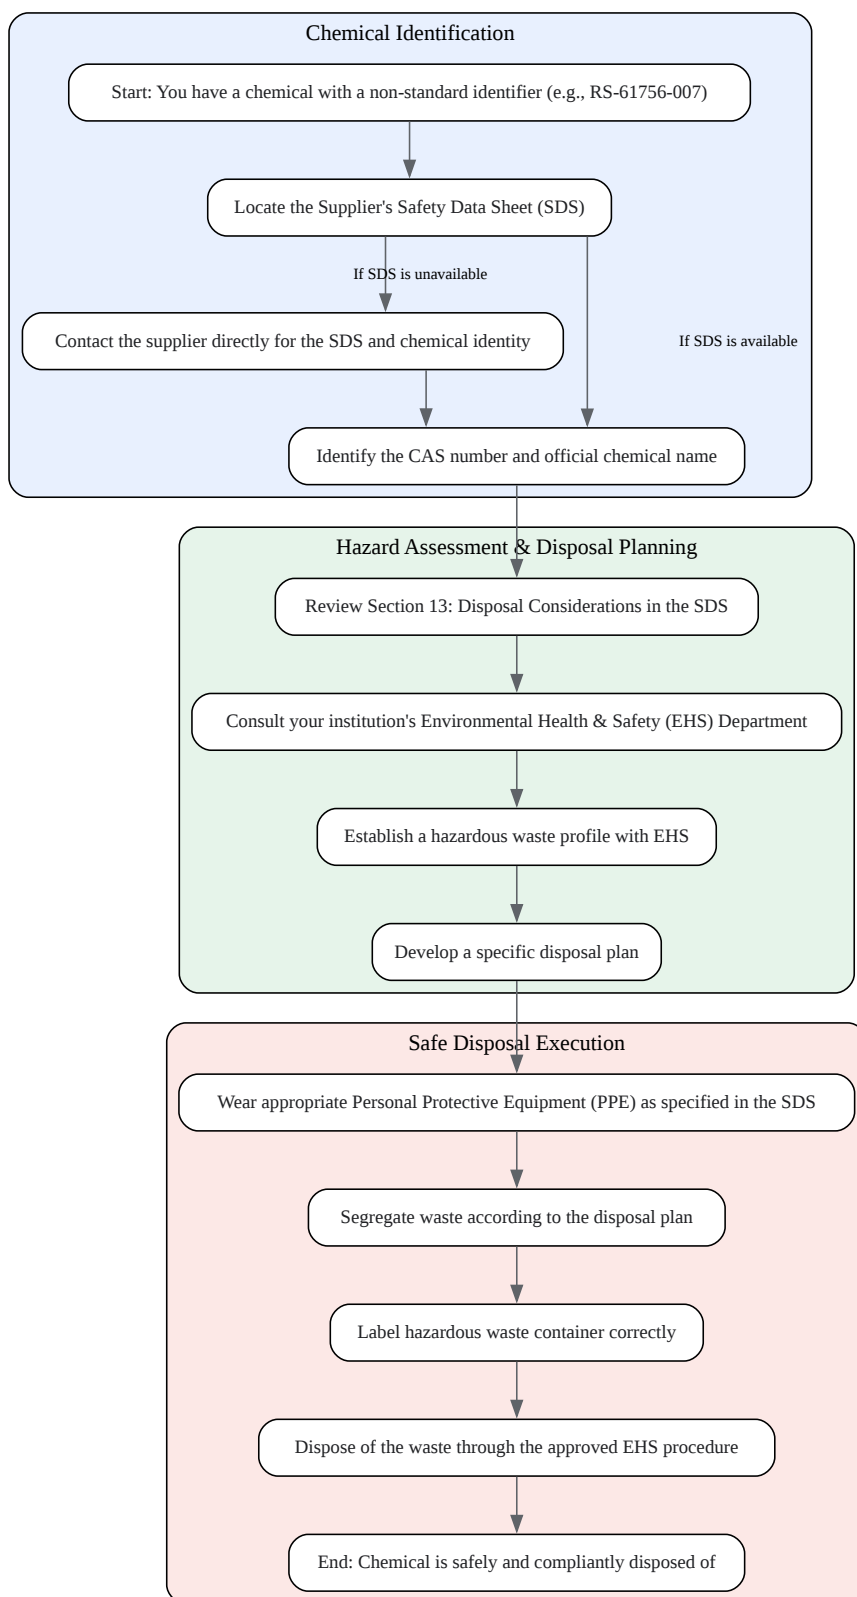 Chemical Identification
Start: You have a chemical with a non-standard identifier (e.g., RS-61756-007)
Locate the Supplier's Safety Data Sheet (SDS)
If SDS is unavailable
Contact the supplier directly for the SDS and chemical identity
If SDS is available
Identify the CAS number and official chemical name
Hazard Assessment & Disposal Planning
Review Section 13: Disposal Considerations in the SDS
Consult your institution's Environmental Health & Safety (EHS) Department
Establish a hazardous waste profile with EHS
Develop a specific disposal plan
Safe Disposal Execution
Wear appropriate Personal Protective Equipment (PPE) as specified in the SDS
Segregate waste according to the disposal plan
Label hazardous waste container correctly
Dispose of the waste through the approved EHS procedure
End: Chemical is safely and compliantly disposed of